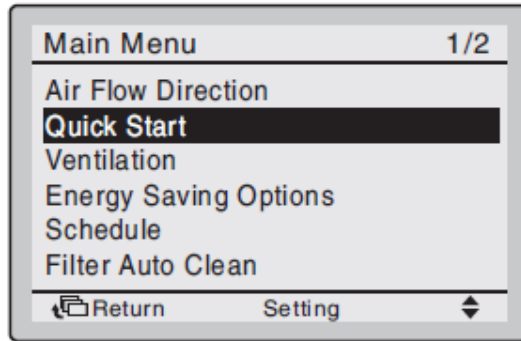 Main Menu 1/2
Air Flow Direction
Quick Start
Ventilation
Energy Saving Options
Schedule
Filter Auto Clean
Return Setting